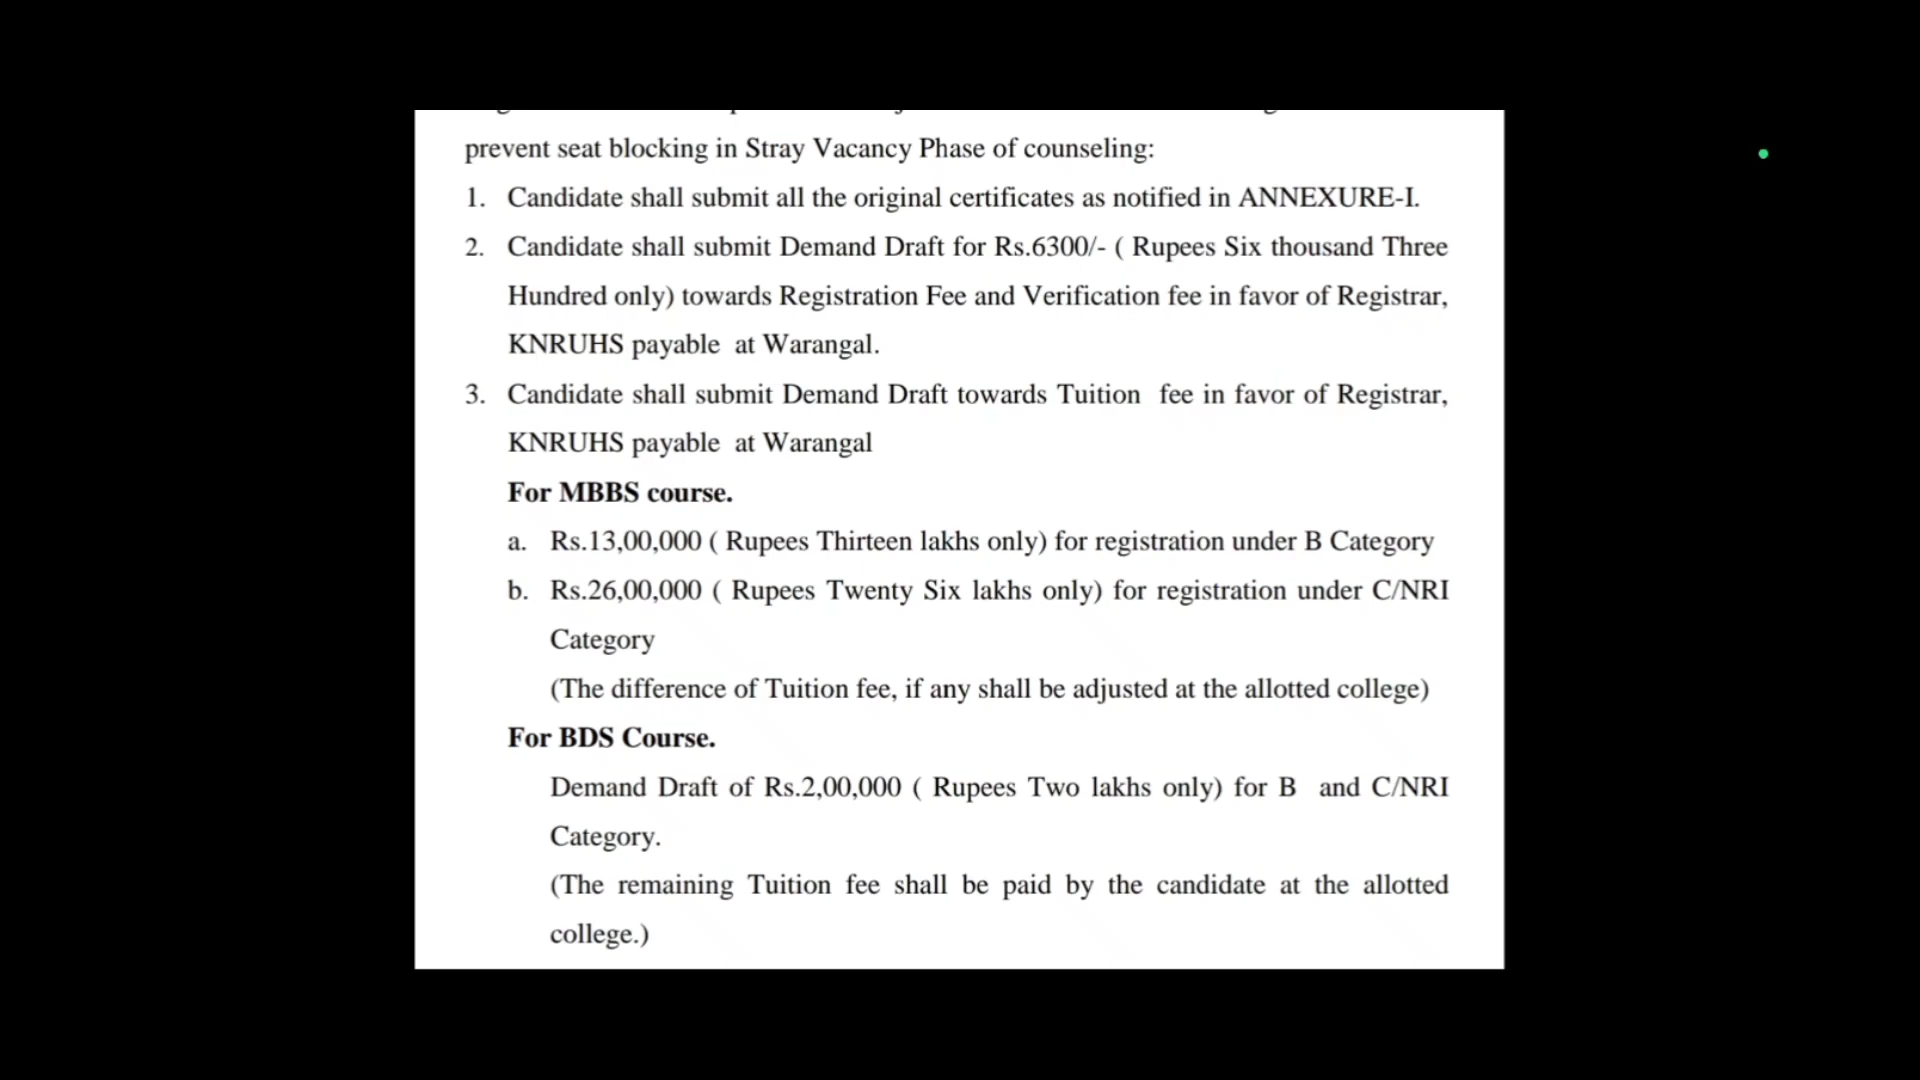 prevent seat blocking in Stray Vacancy Phase of counseling:
1. Candidate shall submit all the original certificates as notified in ANNEXURE-I.
2. Candidate shall submit Demand Draft for Rs.6300/- ( Rupees Six thousand Three
Hundred only) towards Registration Fee and Verification fee in favor of Registrar,
KNRUHS payable at Warangal.
3. Candidate shall submit Demand Draft towards Tuition fee in favor of Registrar,
KNRUHS payable at Warangal
For MBBS course.
a. Rs.13,00,000 ( Rupees Thirteen lakhs only) for registration under B Category
b. Rs.26,00,000 ( Rupees Twenty Six lakhs only) for registration under C/NRI
Category
(The difference of Tuition fee, if any shall be adjusted at the allotted college)
For BDS Course.
Demand Draft of Rs.2,00,000 ( Rupees Two lakhs only) for B and C/NRI
Category.
(The remaining Tuition fee shall be paid by the candidate at the allotted
college.)